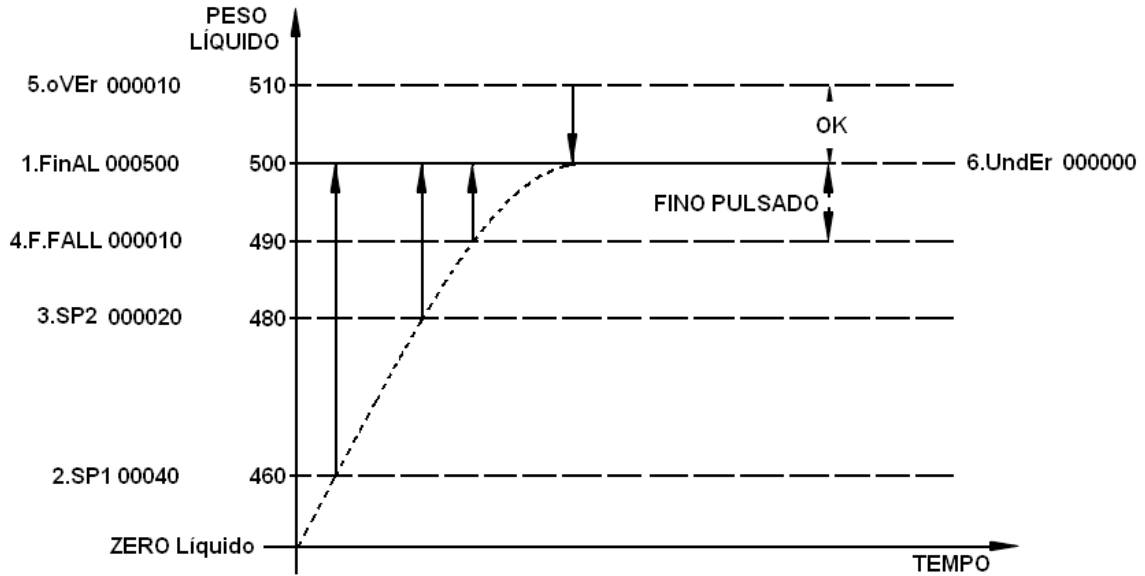 PESO
LÍQUIDO
5.oVEr 000010
510
OK
1.FinAL 000500
500
6.UndEr 000000
FINO PULSADO
4.F.FALL 000010
490
3.SP2 000020
480
2.SP1 00040
460
ZERO Líquido
TEMPO